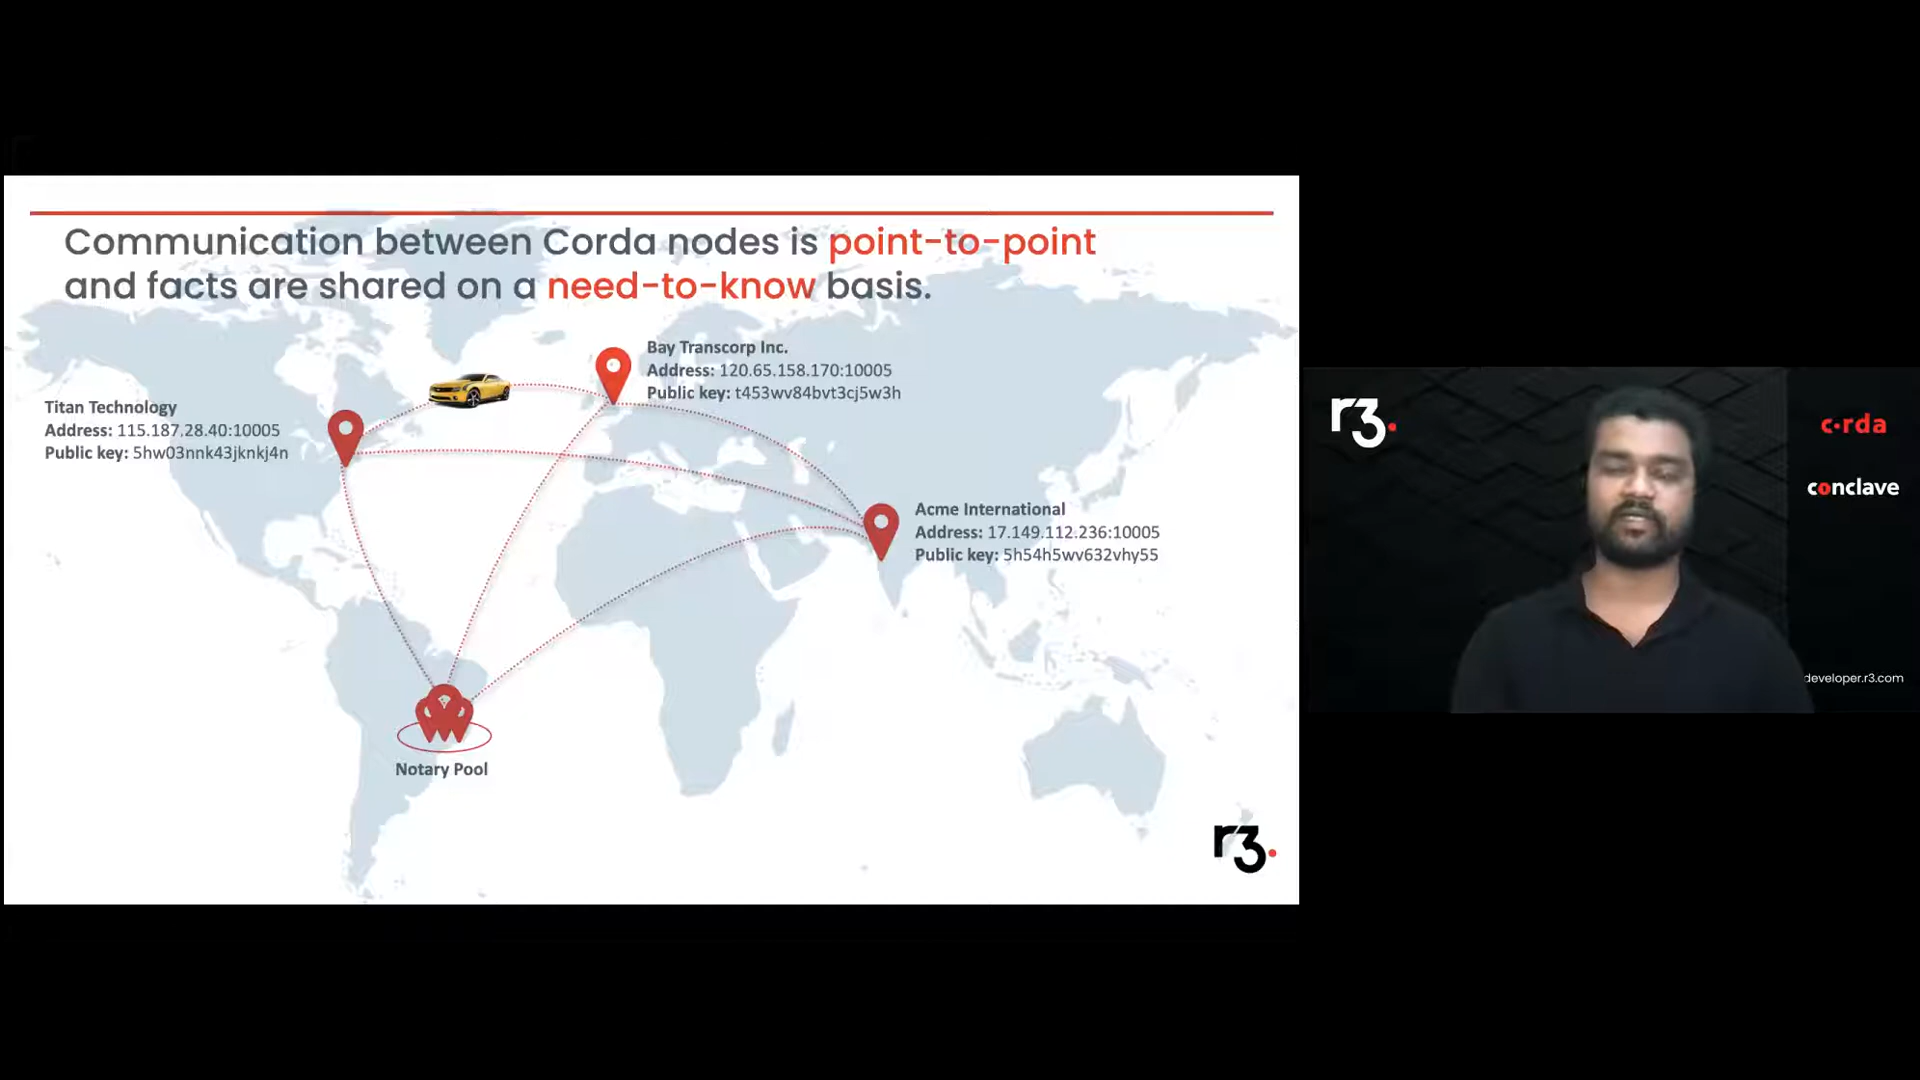 Communication between Corda nodes is point-to-point
and facts are shared on a need-to-know basis.
Bay Transcorp Inc.
Address: 120.65.158.170:10005
Public key: t453wv84bvt3cj5w3h
Titan Technology
Address: 115.187.28.40:10005
Public key: 5hw03nnk43jknkj4n
Acme International
Address: 17.149.112.236:10005
Public key: 5h54h5wv632vhy55
Notary Pool
r3.
r3.
c·rda
conclave
developer.r3.com